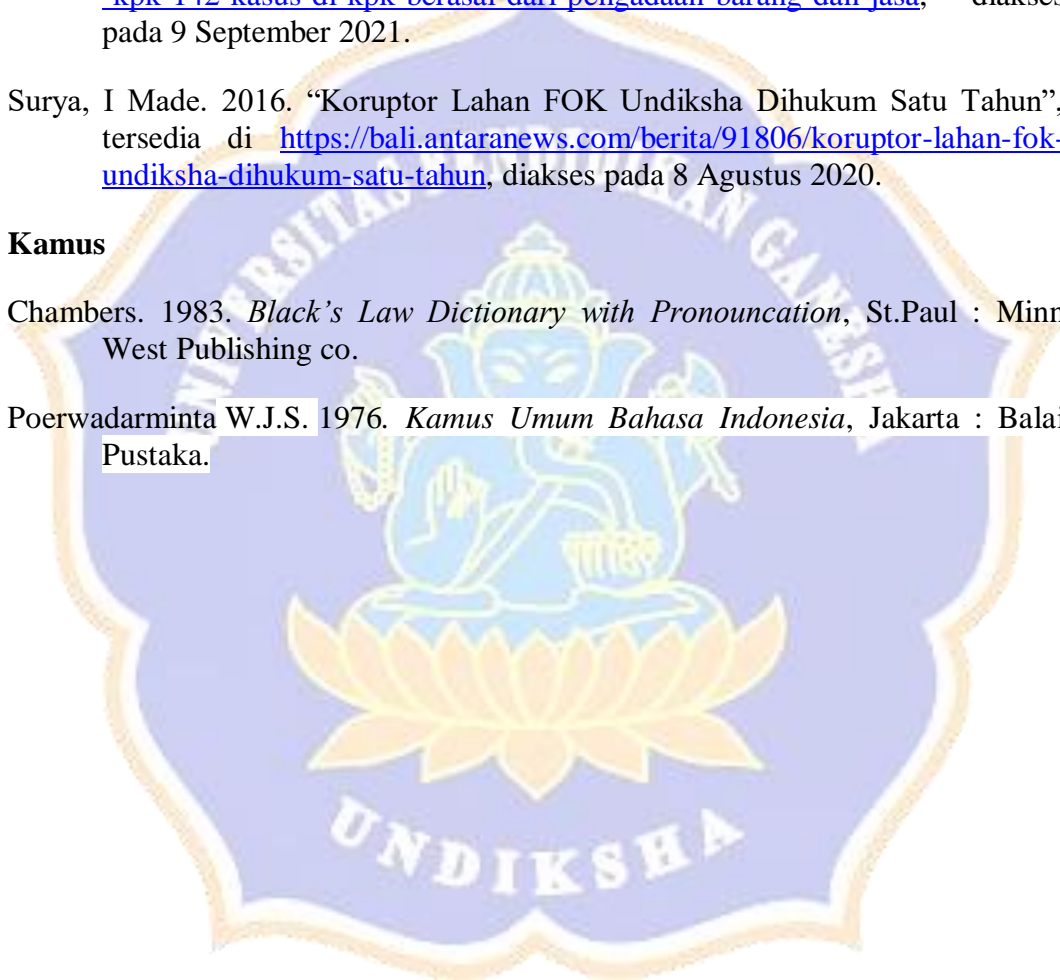 -kpk-142-kasus-di-kpk-berasal-dari-pengadaan-barang-dan-jasa, diakses
pada 9 September 2021.
Surya, I Made. 2016. “Koruptor Lahan FOK Undiksha Dihukum Satu Tahun”,
tersedia di https://bali.antaranews.com/berita/91806/koruptor-lahan-fok-
undiksha-dihukum-satu-tahun, diakses pada 8 Agustus 2020.
Kamus
Chambers. 1983. Black’s Law Dictionary with Pronouncation, St.Paul : Minn
West Publishing co.
Poerwadarminta W.J.S. 1976. Kamus Umum Bahasa Indonesia, Jakarta : Balai
Pustaka.
UNIVERSITAS PENDIDIKAN GANESHA
UNDIKSHA